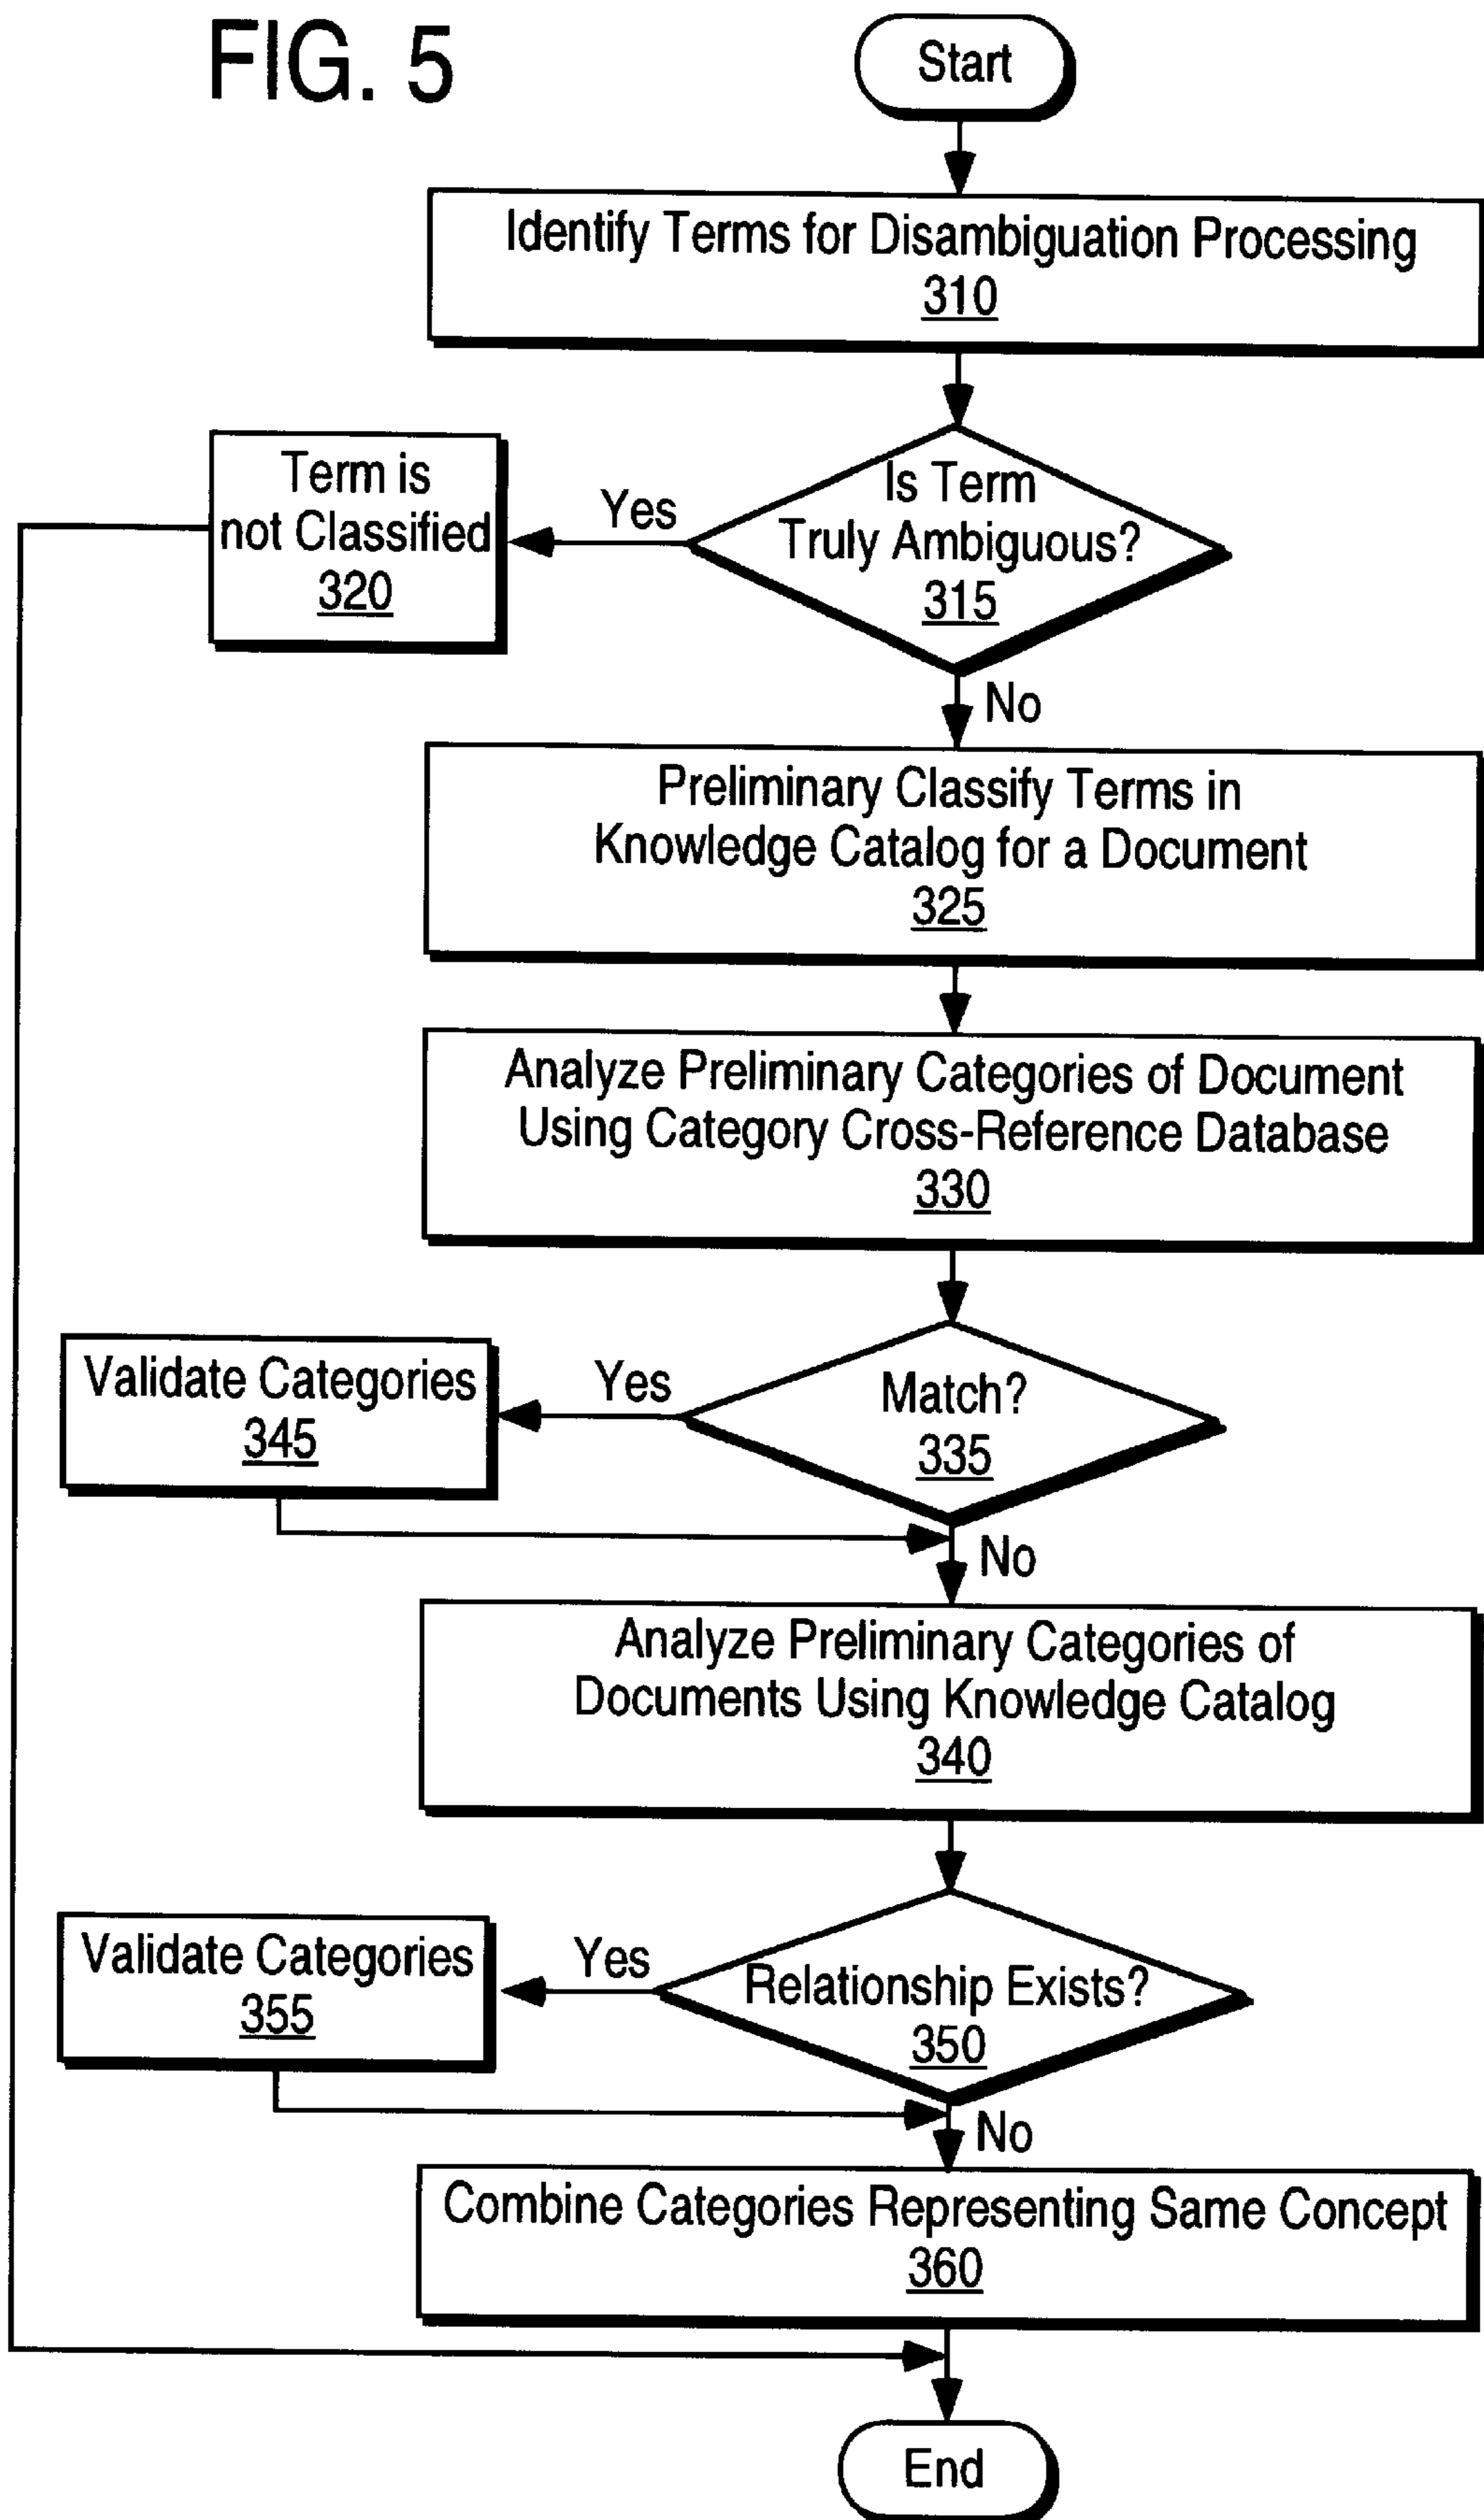 FIG. 5
Start
Identify Terms for Disambiguation Processing
310
Is Term
Truly Ambiguous?
315
Yes
Term is
not Classified
320
No
Preliminary Classify Terms in
Knowledge Catalog for a Document
325
Analyze Preliminary Categories of Document
Using Category Cross-Reference Database
330
Match?
335
Yes
Validate Categories
345
No
Analyze Preliminary Categories of
Documents Using Knowledge Catalog
340
Relationship Exists?
350
Yes
Validate Categories
355
No
Combine Categories Representing Same Concept
360
End